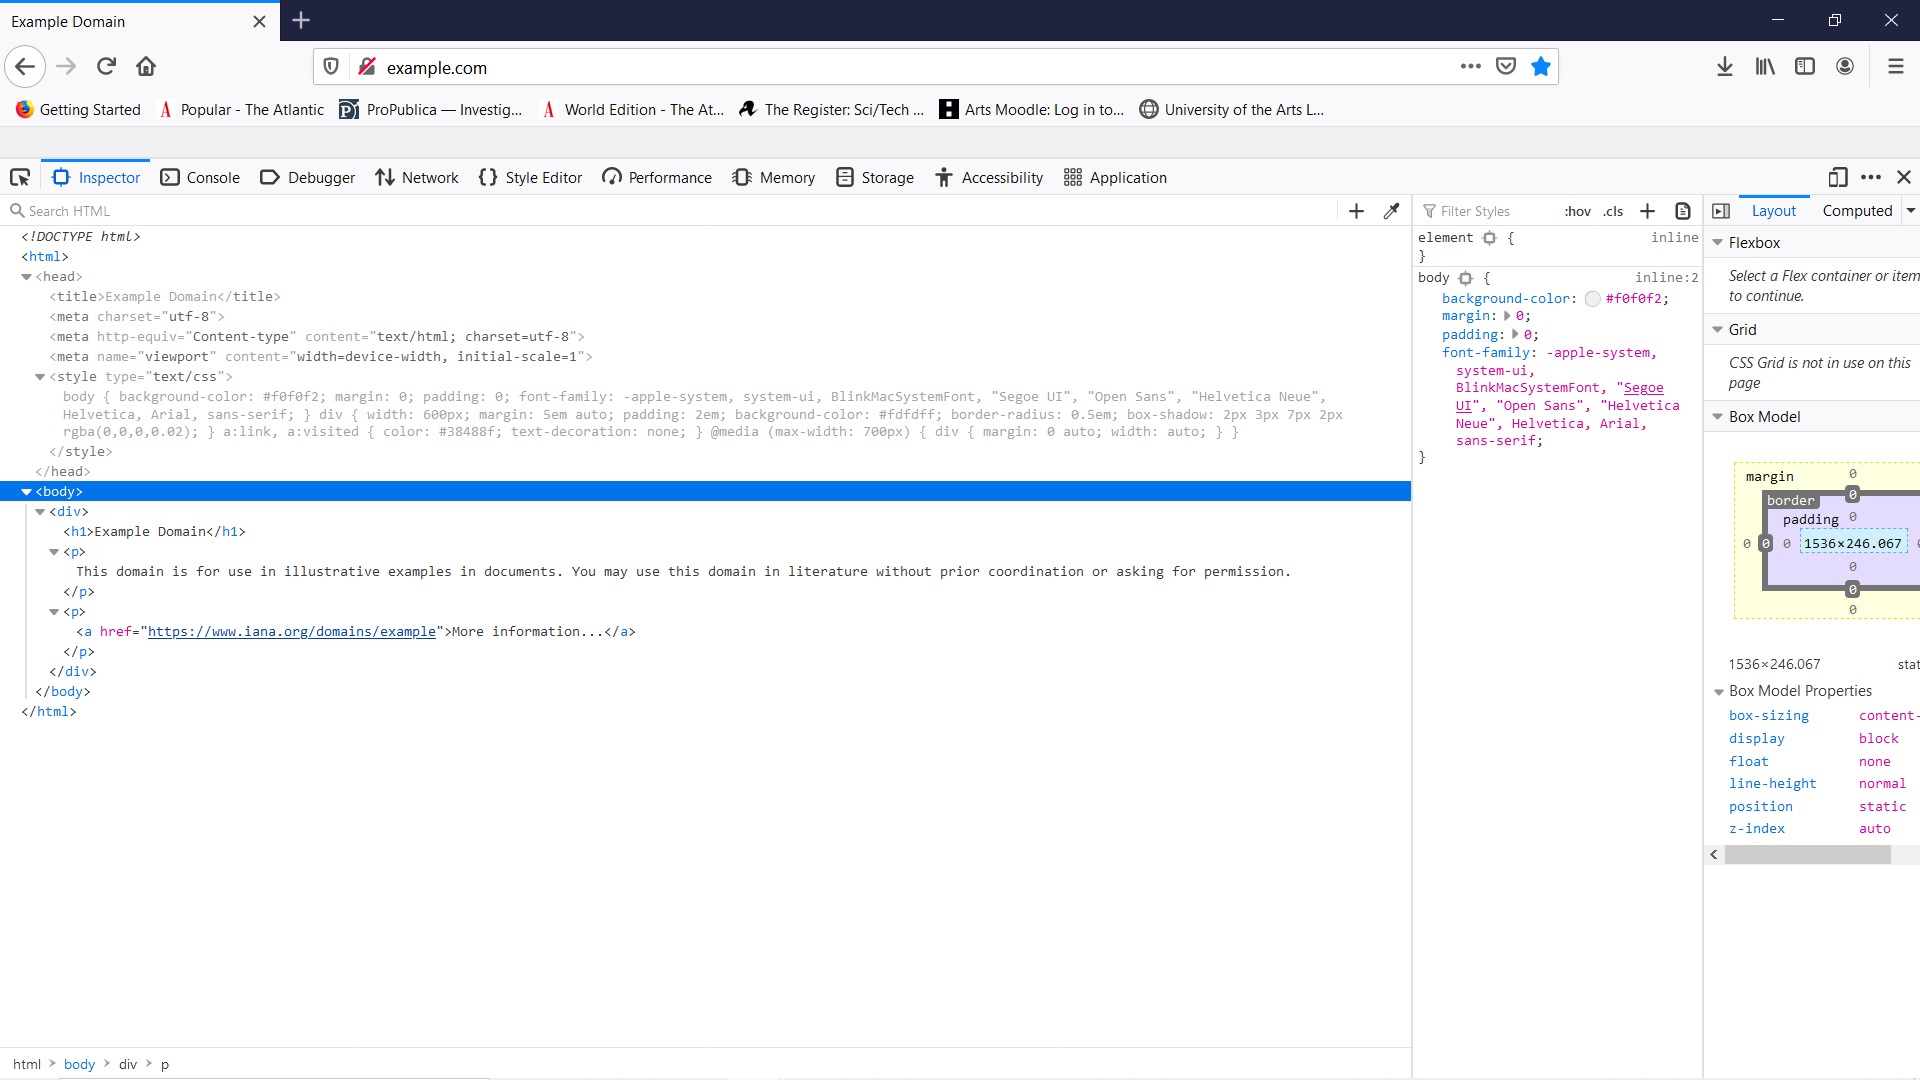 Example Domain
example.com
Getting Started
Popular - The Atlantic
ProPublica — Investig...
World Edition - The At...
The Register: Sci/Tech ...
Arts Moodle: Log in to...
University of the Arts L...
Inspector
Console
Debugger
Network
Style Editor
Performance
Memory
Storage
Accessibility
Application
Search HTML
<!DOCTYPE html>
<html>
<head>
<title>Example Domain</title>
<meta charset="utf-8">
<meta http-equiv="Content-type" content="text/html; charset=utf-8">
<meta name="viewport" content="width=device-width, initial-scale=1">
<style type="text/css">
body { background-color: #f0f0f2; margin: 0; padding: 0; font-family: -apple-system, system-ui, BlinkMacSystemFont, "Segoe UI", "Open Sans", "Helvetica Neue",
Helvetica, Arial, sans-serif; } div { width: 600px; margin: 5em auto; padding: 2em; background-color: #fdfdff; border-radius: 0.5em; box-shadow: 2px 3px 7px 2px
rgba(0,0,0,0.02); } a:link, a:visited { color: #38488f; text-decoration: none; } @media (max-width: 700px) { div { margin: 0 auto; width: auto; } }
</style>
</head>
<body>
<div>
<h1>Example Domain</h1>
<p>
This domain is for use in illustrative examples in documents. You may use this domain in literature without prior coordination or asking for permission.
</p>
<p>
<a href="https://www.iana.org/domains/example">More information...</a>
</p>
</div>
</body>
</html>
html > body > div > p
Filter Styles
:hov .cls
element { inline
}
body { inline:2
background-color: #f0f0f2;
margin: 0;
padding: 0;
font-family: -apple-system,
system-ui,
BlinkMacSystemFont, "Segoe
UI", "Open Sans", "Helvetica
Neue", Helvetica, Arial,
sans-serif;
}
Layout
Computed
Flexbox
Select a Flex container or item
to continue.
Grid
CSS Grid is not in use on this
page
Box Model
margin 0
border 0
padding 0
0 0 0 1536×246.067
0
0
0
1536×246.067 stat
Box Model Properties
box-sizing content-
display block
float none
line-height normal
position static
z-index auto